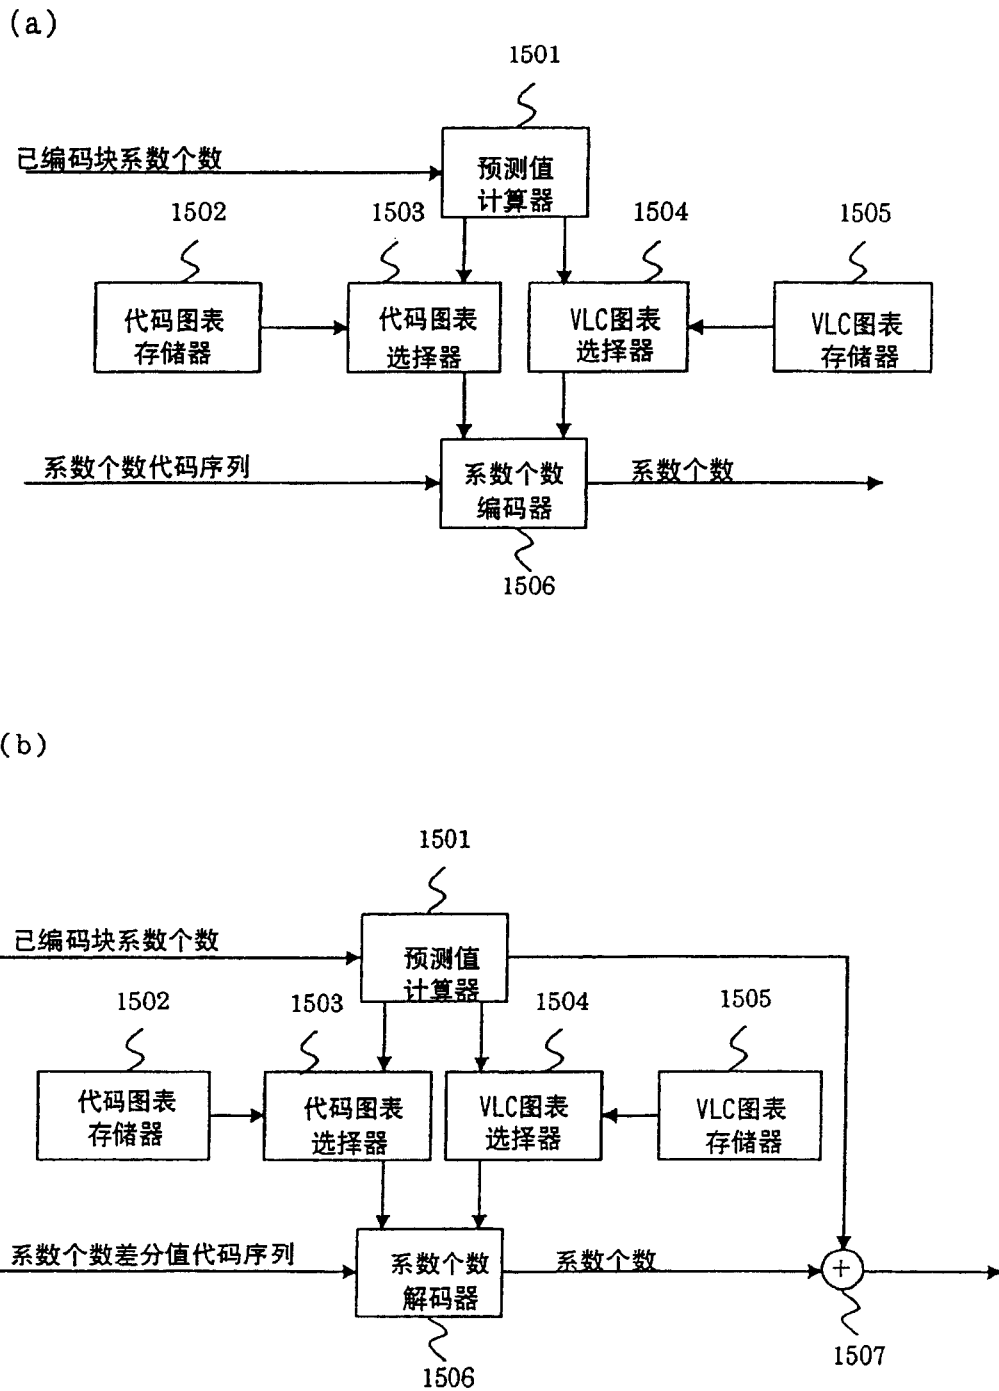 (a)
1501
已编码块系数个数
预测值
计算器
1502
1503
1504
1505
代码图表
存储器
代码图表
选择器
VLC图表
选择器
VLC图表
存储器
系数个数代码序列
系数个数
编码器
系数个数
1506
(b)
1501
已编码块系数个数
预测值
计算器
1502
1503
1504
1505
代码图表
存储器
代码图表
选择器
VLC图表
选择器
VLC图表
存储器
系数个数差分值代码序列
系数个数
解码器
系数个数
+
1506
1507